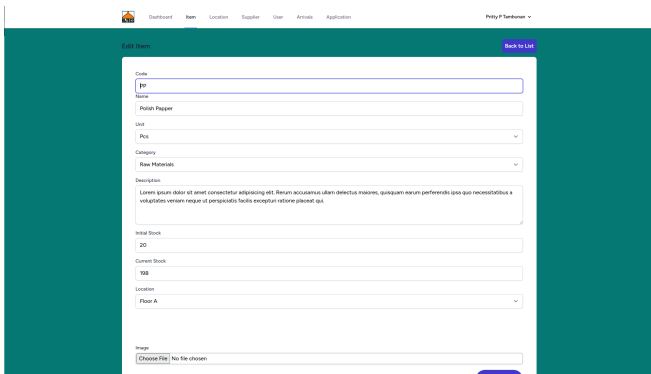 Dashboard Item Location Supplier User Arrivals Application Pritty P Tambunan
Edit Item Back to List
Code
PP
Name
Polish Papper
Unit
Pcs
Category
Raw Materials
Description
Lorem ipsum dolor sit amet consectetur adipisicing elit. Rerum accusamus ullam delectus maiores, quisquam earum perferendis ipsa quo necessitatibus a
voluptates veniam neque ut perspiciatis facilis excepturi ratione placeat qui.
Initial Stock
20
Current Stock
198
Location
Floor A
Image
Choose File No file chosen